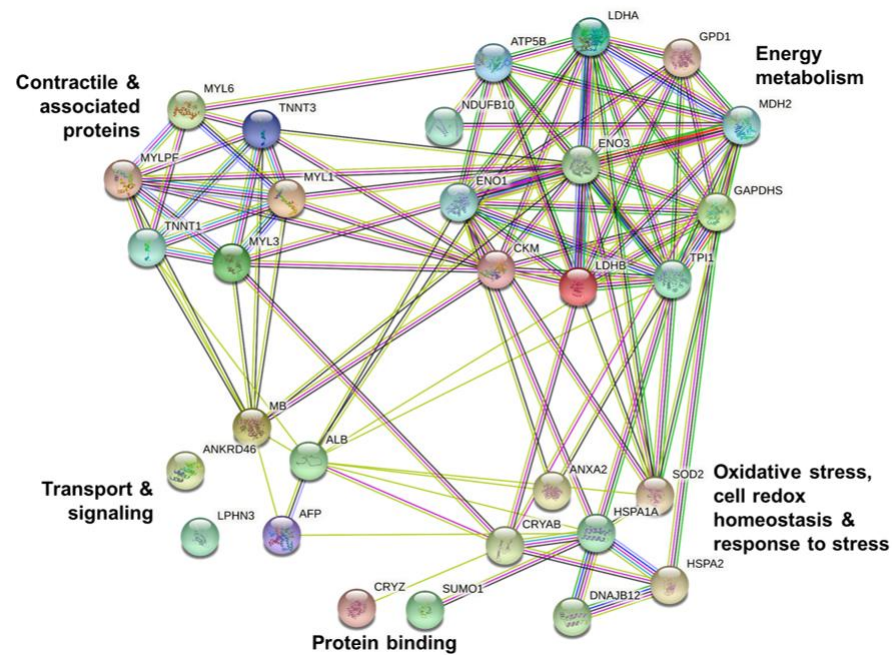 LDHA
ATP5B
GPD1
Energy
metabolism
Contractile &
associated
proteins
MYL6
TNNT3
NDUFB10
MDH2
ENO3
MYLPF
MYL1
ENO1
GAPDHS
TNNT1
MYL3
CKM
LDHB
TPI1
MB
ALB
ANKRD46
ANXA2
SOD2
Oxidative stress,
cell redox
homeostasis &
response to stress
Transport &
signaling
LPHN3
AFP
CRYAB
HSPA1A
HSPA2
CRYZ
SUMO1
DNAJB12
Protein binding